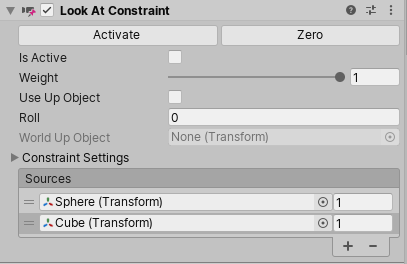 Look At Constraint
Activate Zero
Is Active
Weight 1
Use Up Object
Roll 0
World Up Object None (Transform)
Constraint Settings
Sources
Sphere (Transform) 1
Cube (Transform) 1